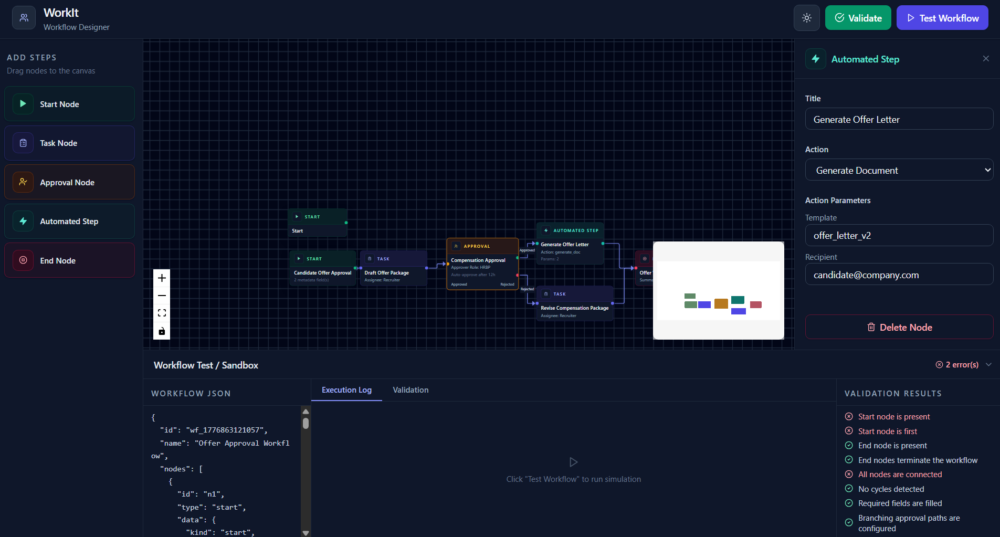 WorkIt
Workflow Designer
Validate
Test Workflow
ADD STEPS
Drag nodes to the canvas
Start Node
Task Node
Approval Node
Automated Step
End Node
START
Start
START
Candidate Offer Approval
2 metadata field(s)
TASK
Draft Offer Package
Assignee: Recruiter
APPROVAL
Compensation Approval
Approver Role: HRBP
Auto-approve after 12h
Approved
Rejected
Approved
Rejected
AUTOMATED STEP
Generate Offer Letter
Action: generate_doc
Params: 2
TASK
Revise Compensation Package
Assignee: Recruiter
Offer
Summa
Automated Step
Title
Generate Offer Letter
Action
Generate Document
Action Parameters
Template
offer_letter_v2
Recipient
candidate@company.com
Delete Node
Workflow Test / Sandbox
2 error(s)
WORKFLOW JSON
{
"id": "wf_1776863121057",
"name": "Offer Approval Workfl
ow",
"nodes": [
{
"id": "n1",
"type": "start",
"data": {
"kind": "start",
Execution Log
Validation
Click "Test Workflow" to run simulation
VALIDATION RESULTS
Start node is present
Start node is first
End node is present
End nodes terminate the workflow
All nodes are connected
No cycles detected
Required fields are filled
Branching approval paths are
configured